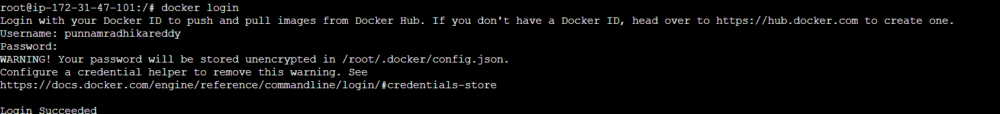 root@ip-172-31-47-101:/# docker login
Login with your Docker ID to push and pull images from Docker Hub. If you don't have a Docker ID, head over to https://hub.docker.com to create one.
Username: punnamradhikareddy
Password:
WARNING! Your password will be stored unencrypted in /root/.docker/config.json.
Configure a credential helper to remove this warning. See
https://docs.docker.com/engine/reference/commandline/login/#credentials-store
Login Succeeded